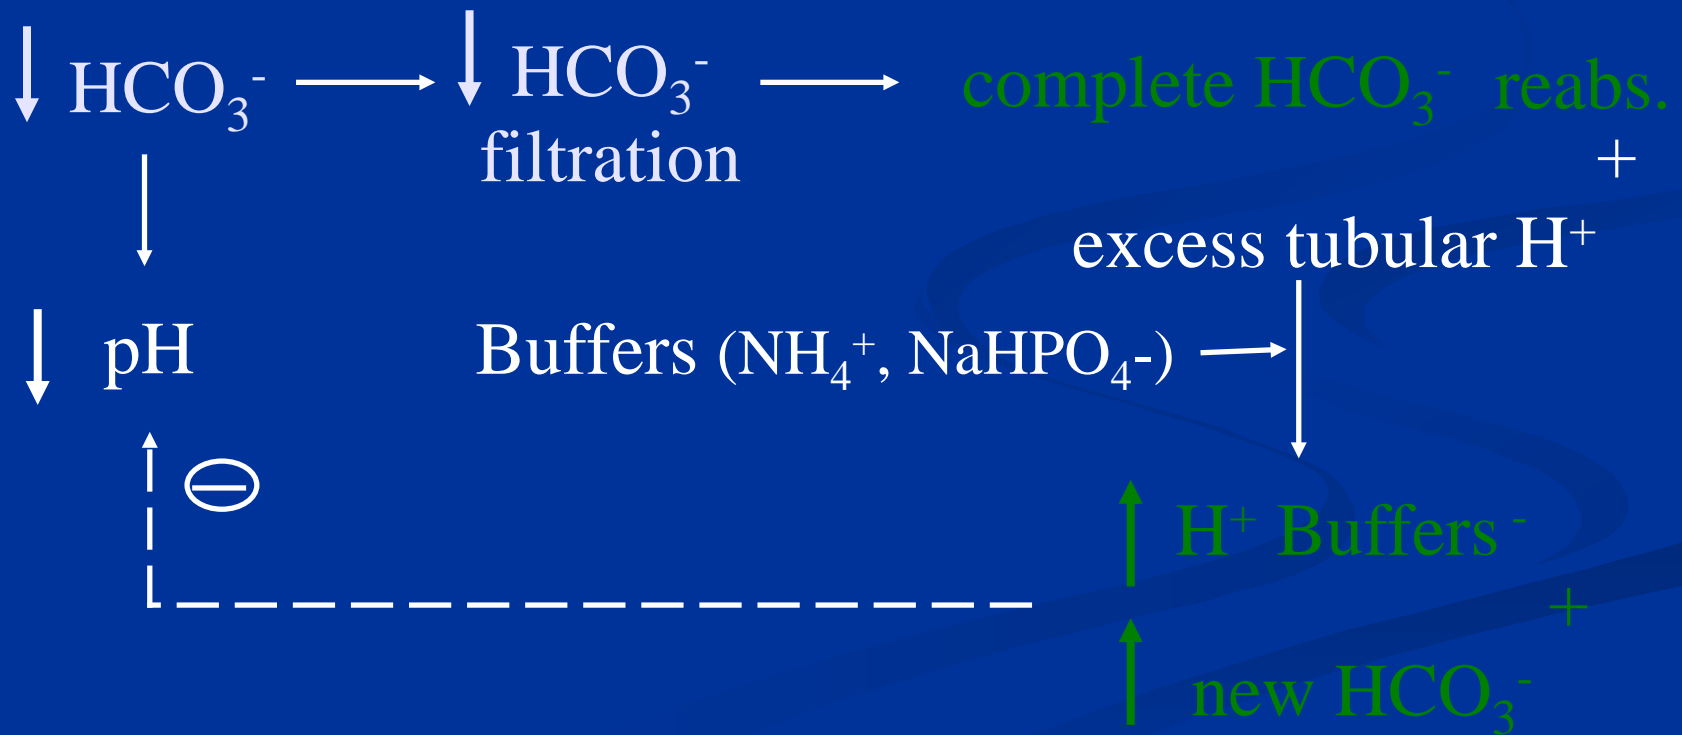 ↓ HCO₃⁻ → ↓ HCO₃⁻ → complete HCO₃⁻ reabs.
filtration
+
excess tubular H⁺
↓ pH
Buffers (NH₄⁺, NaHPO₄-)
↑ H⁺ Buffers ⁻
+
↑ new HCO₃⁻